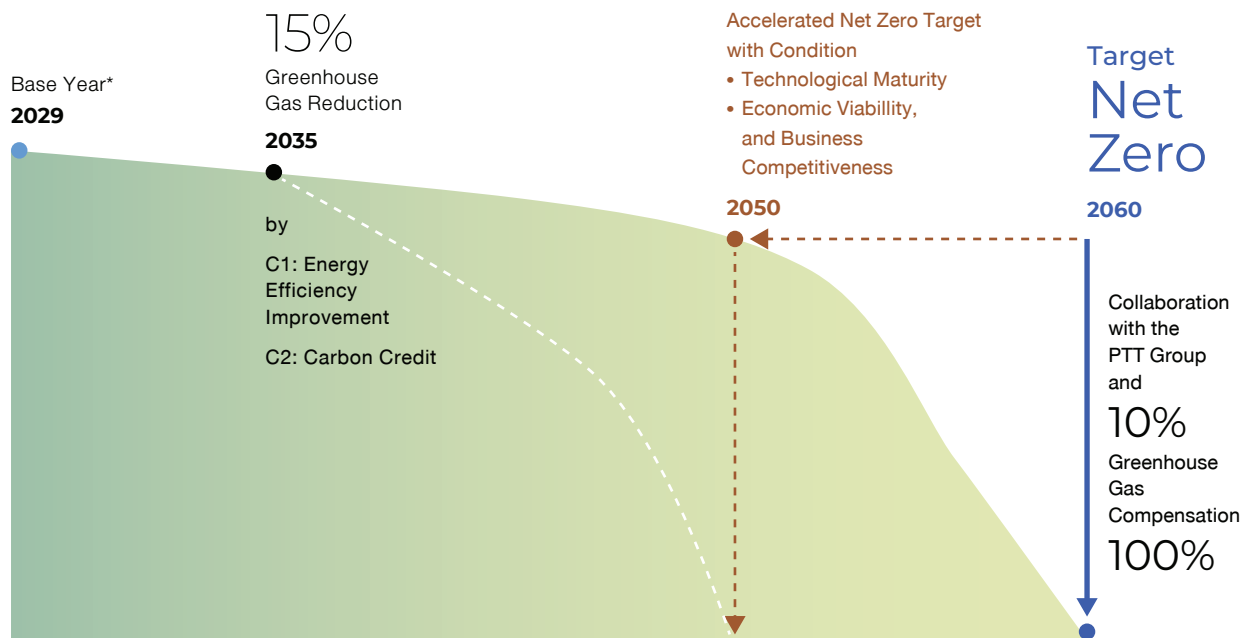 Base Year*
2029
15%
Greenhouse
Gas Reduction
2035
by
C1: Energy
Efficiency
Improvement
C2: Carbon Credit
Accelerated Net Zero Target
with Condition
• Technological Maturity
• Economic Viabillity,
and Business
Competitiveness
2050
Target
Net
Zero
2060
Collaboration
with the
PTT Group
and
10%
Greenhouse
Gas
Compensation
100%